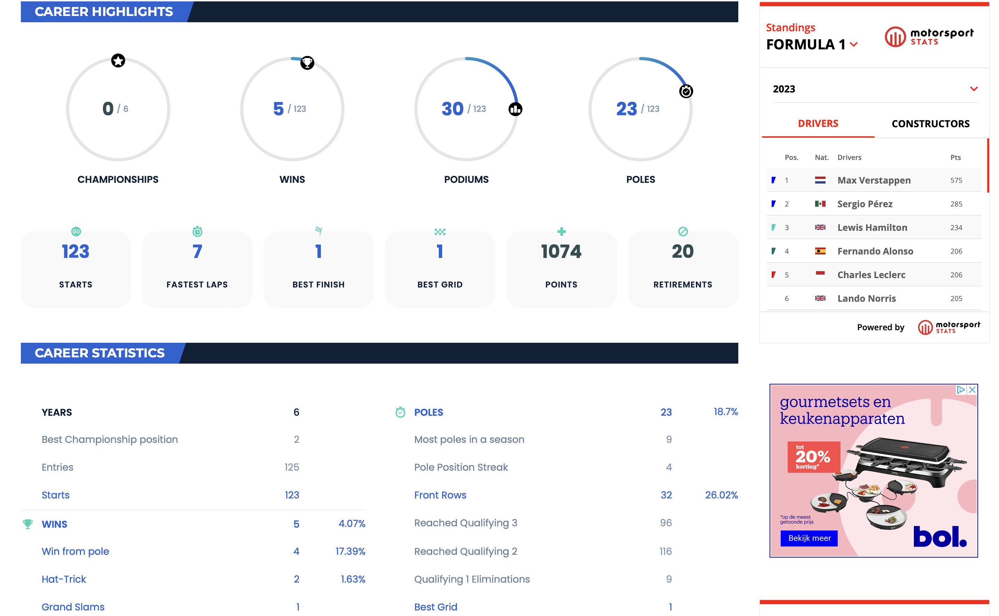 CAREER HIGHLIGHTS
0 / 6
5 / 123
30 / 123
23 / 123
CHAMPIONSHIPS
WINS
PODIUMS
POLES
GO
123
7
1
1
1074
20
STARTS
FASTEST LAPS
BEST FINISH
BEST GRID
POINTS
RETIREMENTS
CAREER STATISTICS
YEARS 6
Best Championship position 2
Entries 125
Starts 123
WINS 5 4.07%
Win from pole 4 17.39%
Hat-Trick 2 1.63%
Grand Slams 1
POLES 23 18.7%
Most poles in a season 9
Pole Position Streak 4
Front Rows 32 26.02%
Reached Qualifying 3 96
Reached Qualifying 2 116
Qualifying 1 Eliminations 9
Best Grid 1
Standings
FORMULA 1
motorsport
STATS
2023
DRIVERS CONSTRUCTORS
Pos. Nat. Drivers Pts
1 Max Verstappen 575
2 Sergio Pérez 285
3 Lewis Hamilton 234
4 Fernando Alonso 206
5 Charles Leclerc 206
6 Lando Norris 205
Powered by motorsport
STATS
gourmetsets en
keukenapparaten
tot
20%
korting*
*op de meest
getoonde prijs
Bekijk meer
bol.